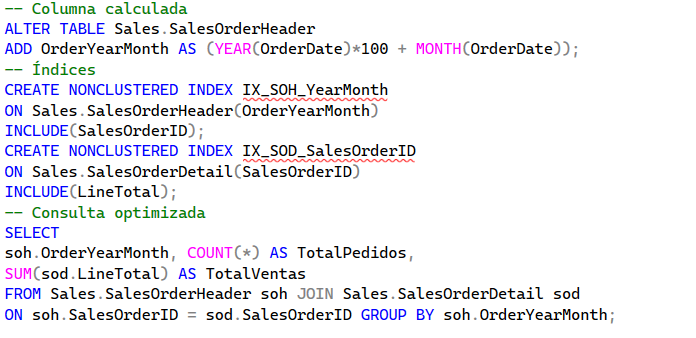 -- Columna calculada
ALTER TABLE Sales.SalesOrderHeader
ADD OrderYearMonth AS (YEAR(OrderDate)*100 + MONTH(OrderDate));
-- Índices
CREATE NONCLUSTERED INDEX IX_SOH_YearMonth
ON Sales.SalesOrderHeader(OrderYearMonth)
INCLUDE(SalesOrderID);
CREATE NONCLUSTERED INDEX IX_SOD_SalesOrderID
ON Sales.SalesOrderDetail(SalesOrderID)
INCLUDE(LineTotal);
-- Consulta optimizada
SELECT
soh.OrderYearMonth, COUNT(*) AS TotalPedidos,
SUM(sod.LineTotal) AS TotalVentas
FROM Sales.SalesOrderHeader soh JOIN Sales.SalesOrderDetail sod
ON soh.SalesOrderID = sod.SalesOrderID GROUP BY soh.OrderYearMonth;